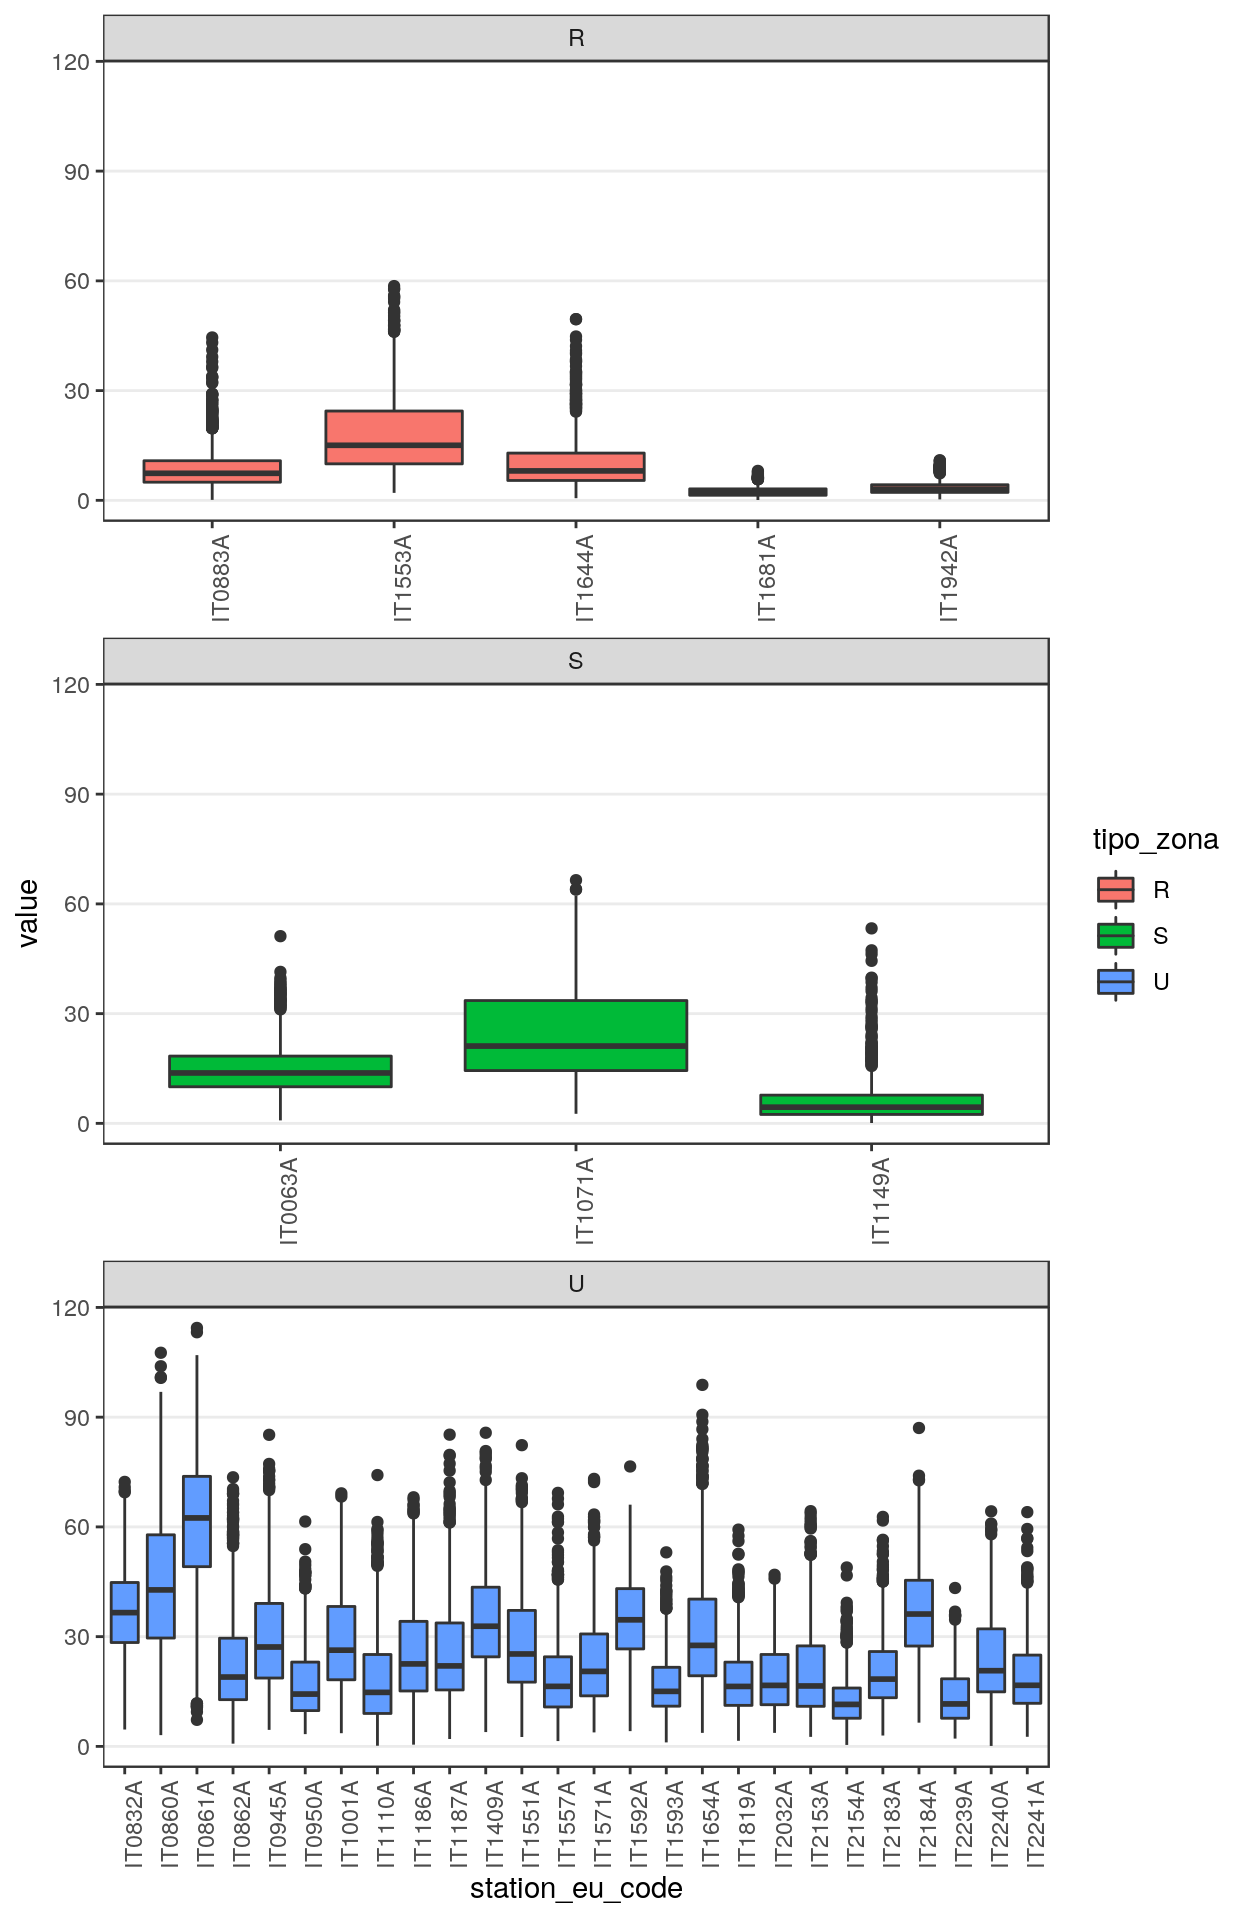 R
120
90
60
30
0
IT0883A
IT1553A
IT1644A
IT1681A
IT1942A
S
120
90
60
30
0
IT0063A
IT1071A
IT1149A
U
120
90
60
30
0
IT0832A
IT0860A
IT0861A
IT0862A
IT0945A
IT0950A
IT1001A
IT1110A
IT1186A
IT1187A
IT1409A
IT1551A
IT1557A
IT1571A
IT1592A
IT1593A
IT1654A
IT1819A
IT2032A
IT2153A
IT2154A
IT2183A
IT2184A
IT2239A
IT2240A
IT2241A
station_eu_code
value
tipo_zona
R
S
U